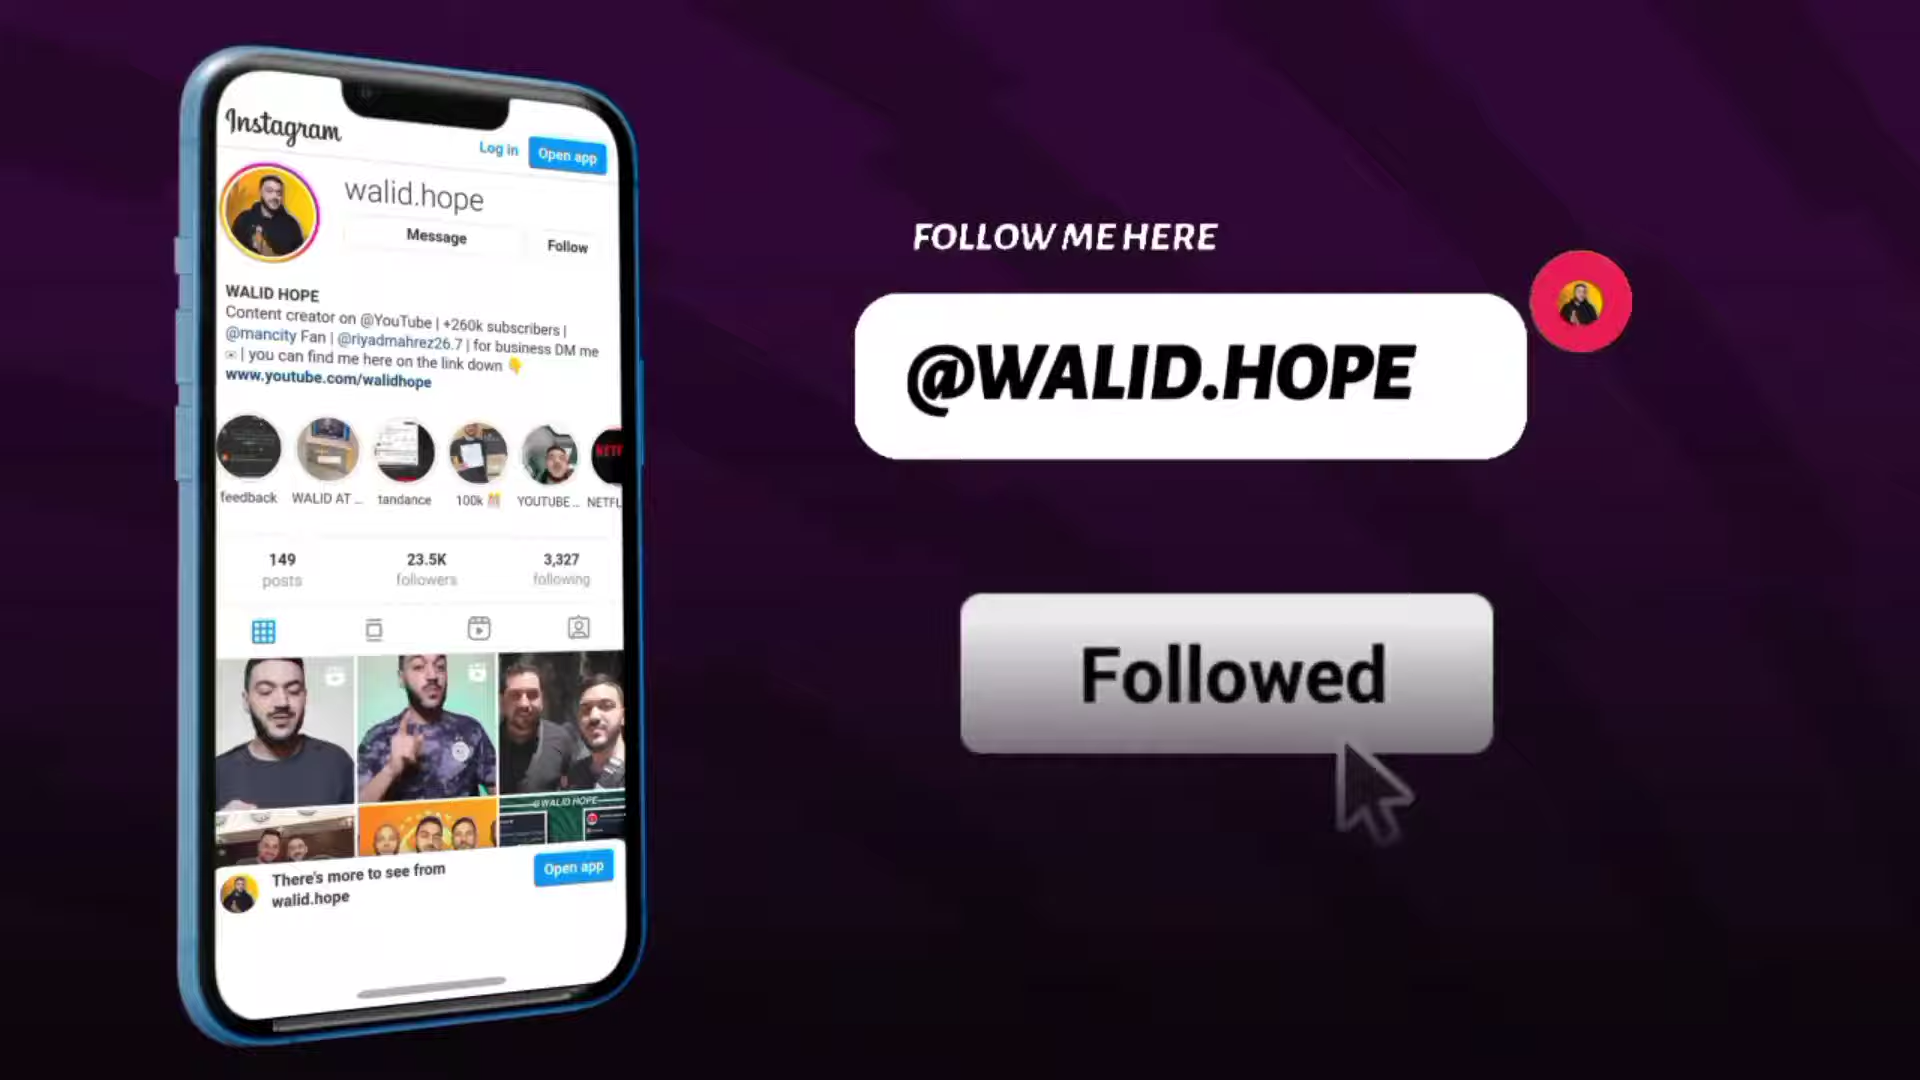 Instagram
Log in
Open app
walid.hope
Message
Follow
WALID HOPE
Content creator on @YouTube | +260k subscribers |
@mancity Fan | @riyadmahrez26.7 | for business DM me
✉️ | you can find me here on the link down 👇
www.youtube.com/walidhope
feedback
WALID AT ...
tandance
100k
YOUTUBE ...
NETFL
149
posts
23.5K
followers
3,327
following
@WALID HOPE
There's more to see from
walid.hope
Open app
FOLLOW ME HERE
@WALID.HOPE
Followed